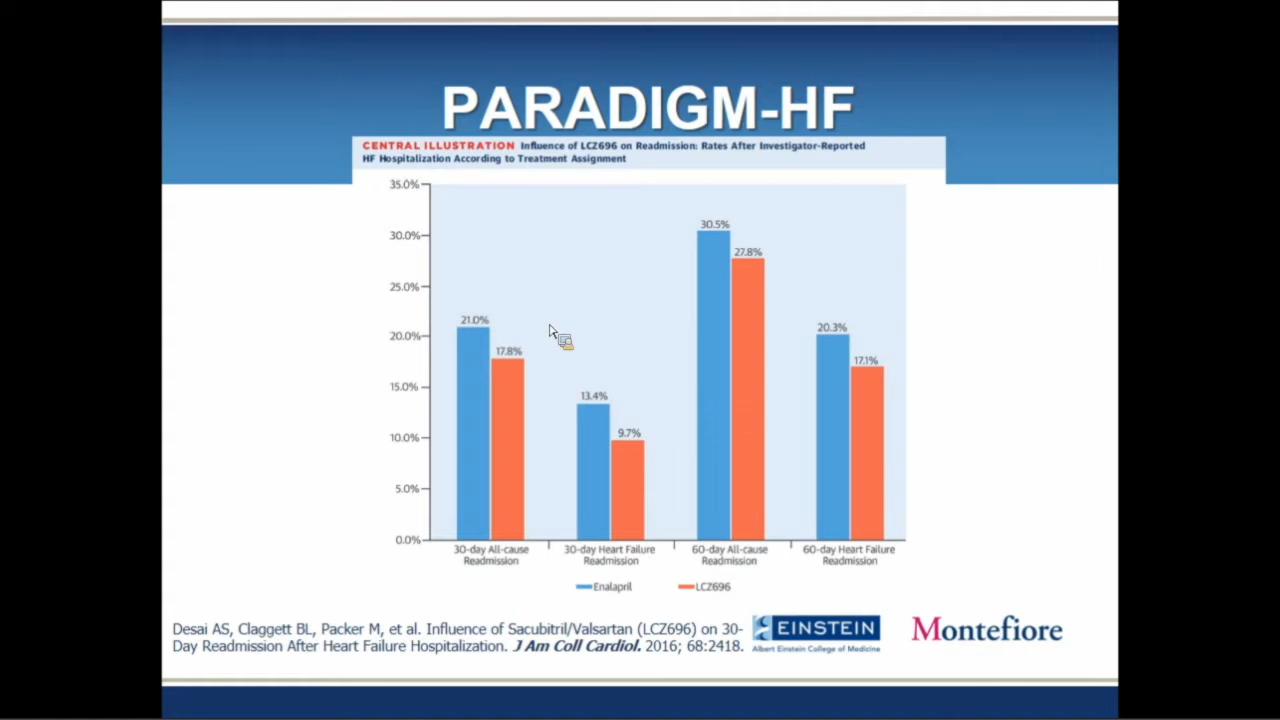 PARADIGM-HF
CENTRAL ILLUSTRATION Influence of LCZ696 on Readmission: Rates After Investigator-Reported
HF Hospitalization According to Treatment Assignment
35.0%
30.0%
25.0%
20.0%
15.0%
10.0%
5.0%
0.0%
21.0%
17.8%
13.4%
9.7%
30.5%
27.8%
20.3%
17.1%
30-day All-cause
Readmission
30-day Heart Failure
Readmission
60-day All-cause
Readmission
60-day Heart Failure
Readmission
Enalapril
LCZ696
Desai AS, Claggett BL, Packer M, et al. Influence of Sacubitril/Valsartan (LCZ696) on 30-
Day Readmission After Heart Failure Hospitalization. J Am Coll Cardiol. 2016; 68:2418.
EINSTEIN
Albert Einstein College of Medicine
Montefiore